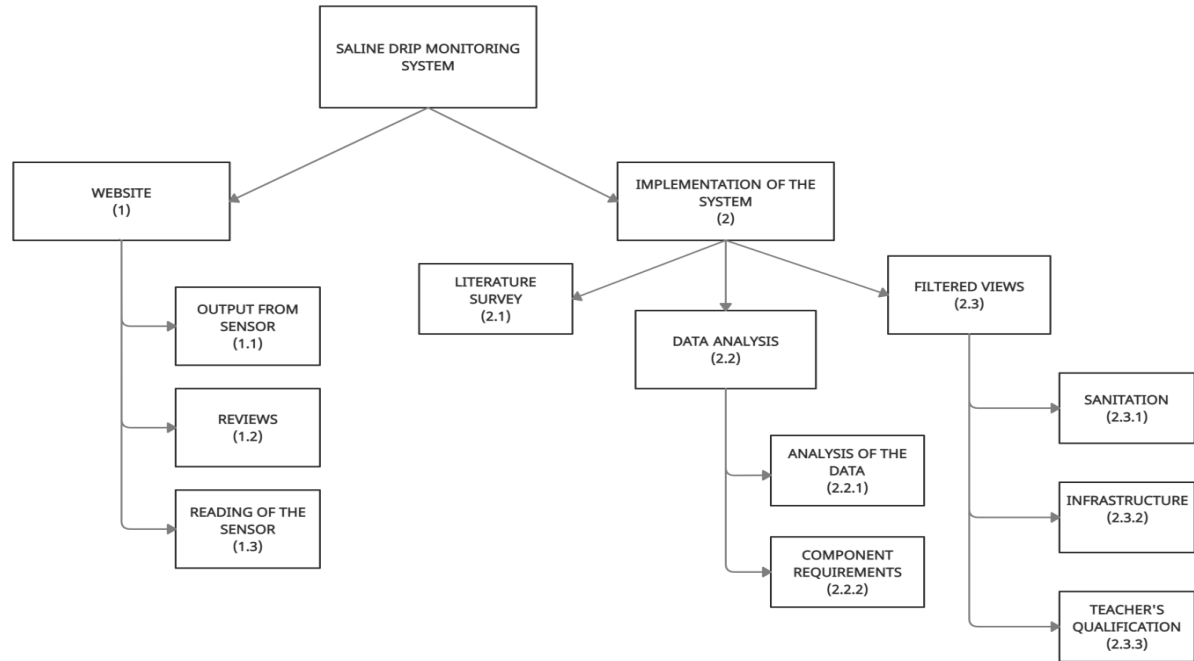 SALINE DRIP MONITORING
SYSTEM
WEBSITE
(1)
IMPLEMENTATION OF THE
SYSTEM
(2)
OUTPUT FROM
SENSOR
(1.1)
REVIEWS
(1.2)
READING OF THE
SENSOR
(1.3)
LITERATURE
SURVEY
(2.1)
DATA ANALYSIS
(2.2)
ANALYSIS OF THE
DATA
(2.2.1)
COMPONENT
REQUIREMENTS
(2.2.2)
FILTERED VIEWS
(2.3)
SANITATION
(2.3.1)
INFRASTRUCTURE
(2.3.2)
TEACHER'S
QUALIFICATION
(2.3.3)